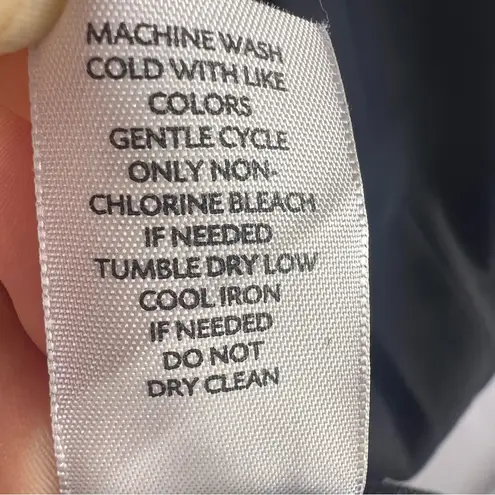 MACHINE WASH
COLD WITH LIKE
COLORS
GENTLE CYCLE
ONLY NON-
CHLORINE BLEACH
IF NEEDED
TUMBLE DRY LOW
COOL IRON
IF NEEDED
DO NOT
DRY CLEAN